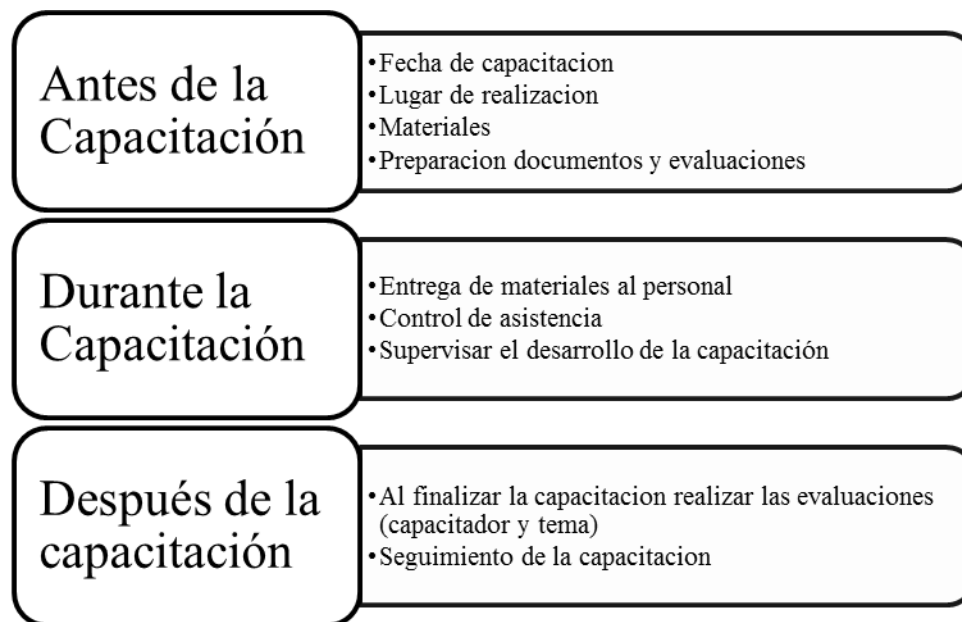 Antes de la
Capacitación
•Fecha de capacitacion
•Lugar de realizacion
•Materiales
•Preparacion documentos y evaluaciones
Durante la
Capacitación
•Entrega de materiales al personal
•Control de asistencia
•Supervisar el desarrollo de la capacitación
Después de la
capacitación
•Al finalizar la capacitacion realizar las evaluaciones
(capacitador y tema)
•Seguimiento de la capacitacion